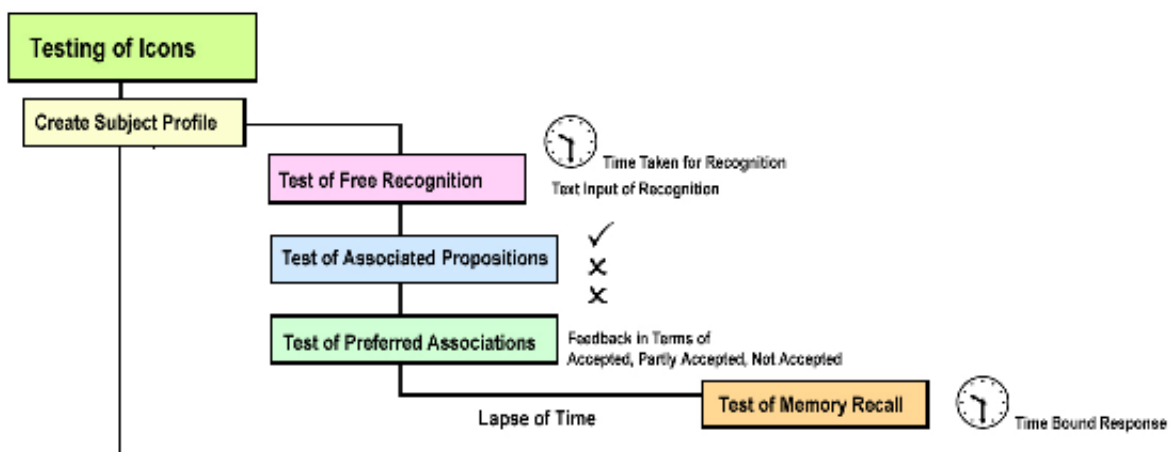 Testing of Icons
Create Subject Profile
Time Taken for Recognition
Test of Free Recognition
Text Input of Recognition
Test of Associated Propositions
Test of Preferred Associations
Feedback in Terms of
Accepted, Partly Accepted, Not Accepted
Test of Memory Recall
Lapse of Time
Time Bound Response